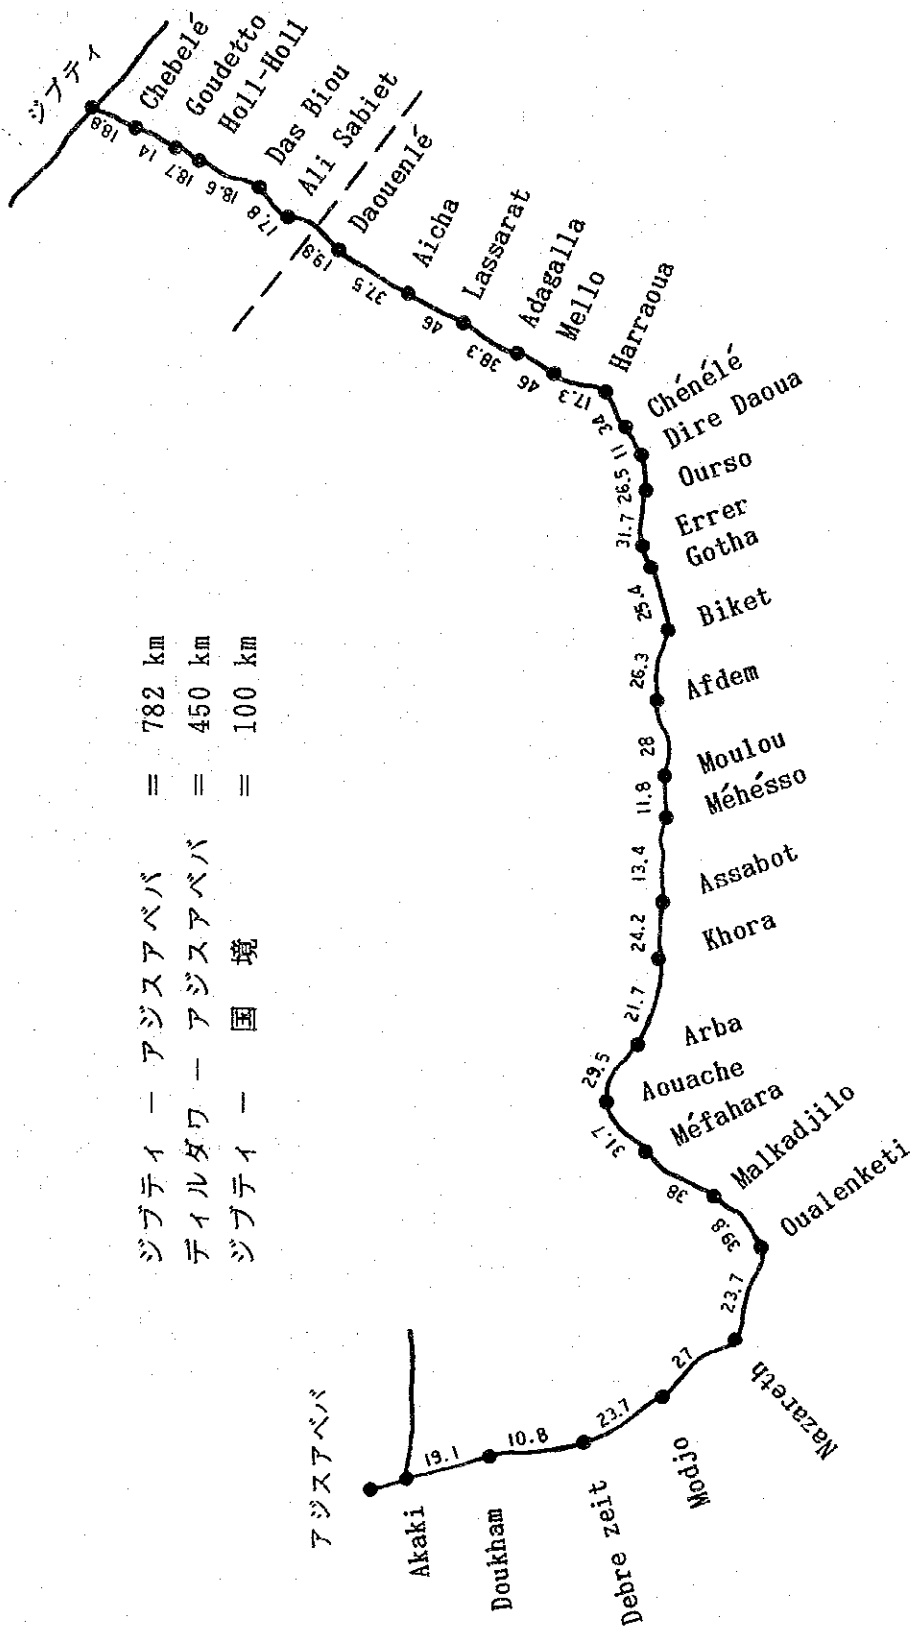 ジブティ － アジスアベバ ＝ 782 km
ディルダワ － アジスアベバ ＝ 450 km
ジブティ － 国 境 ＝ 100 km
ジブティ
18.8
Chebelé
14
Goudetto
18.7
Holl-Holl
18.6
Das Biou
17.8
Ali Sabiet
19.8
Daouenlé
37.5
Aicha
46
Lassarat
38.3
Adagalla
46
Mello
17.3
Harraoua
34
Chénélé
11
Dire Daoua
26.5
Ourso
31.7
Errer
Gotha
25.4
Biket
26.3
Afdem
28
Moulou
11.8
Méhésso
13.4
Assabot
24.2
Khora
21.7
Arba
29.5
Aouache
31.7
Méfahara
38
Malkadjilo
39.8
Oualenketi
23.7
Nazareth
27
Modjo
23.7
Debre zeit
10.8
Doukham
19.1
Akaki
アジスアベバ